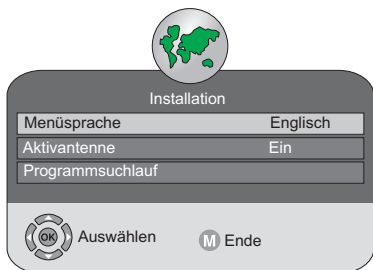 Installation
Menüsprache Englisch
Aktivantenne Ein
Programmsuchlauf
OK Auswählen M Ende